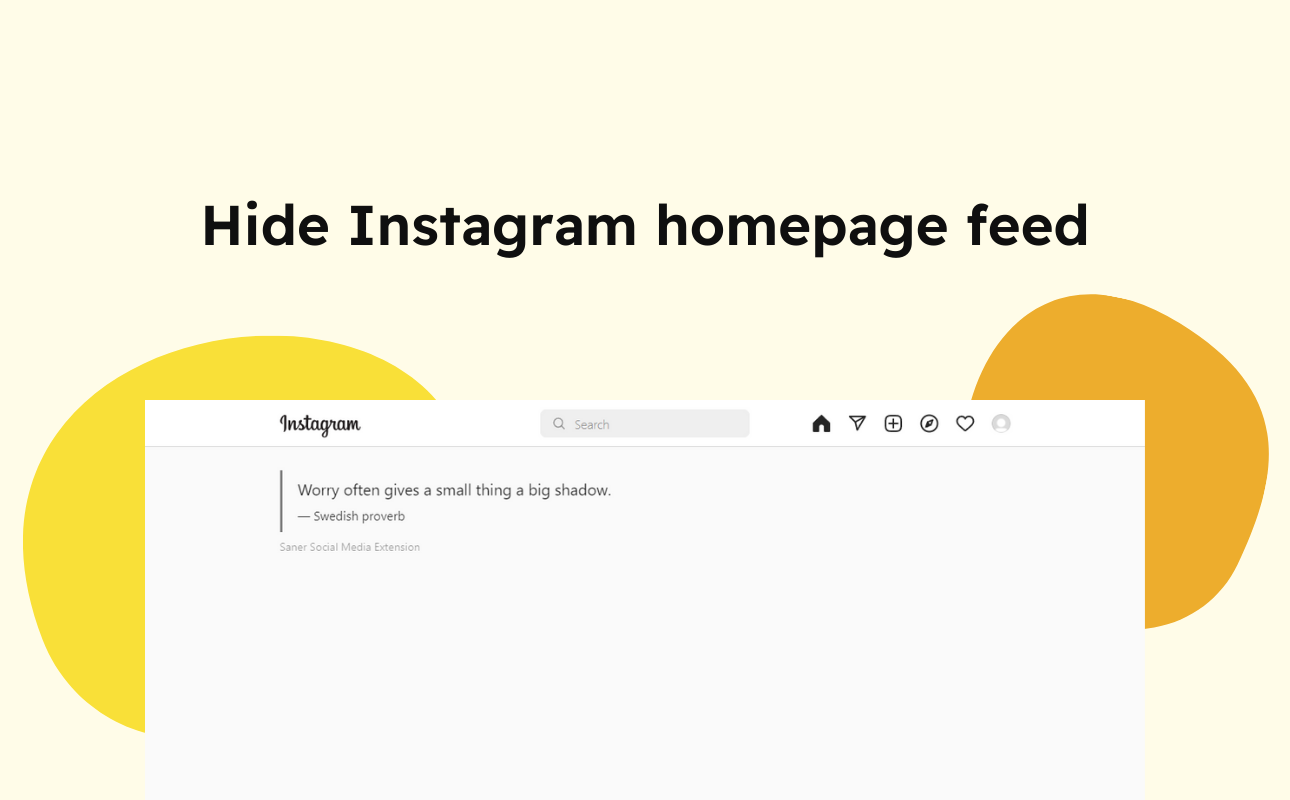 Hide Instagram homepage feed
Instagram
Search
Worry often gives a small thing a big shadow.
— Swedish proverb
Saner Social Media Extension